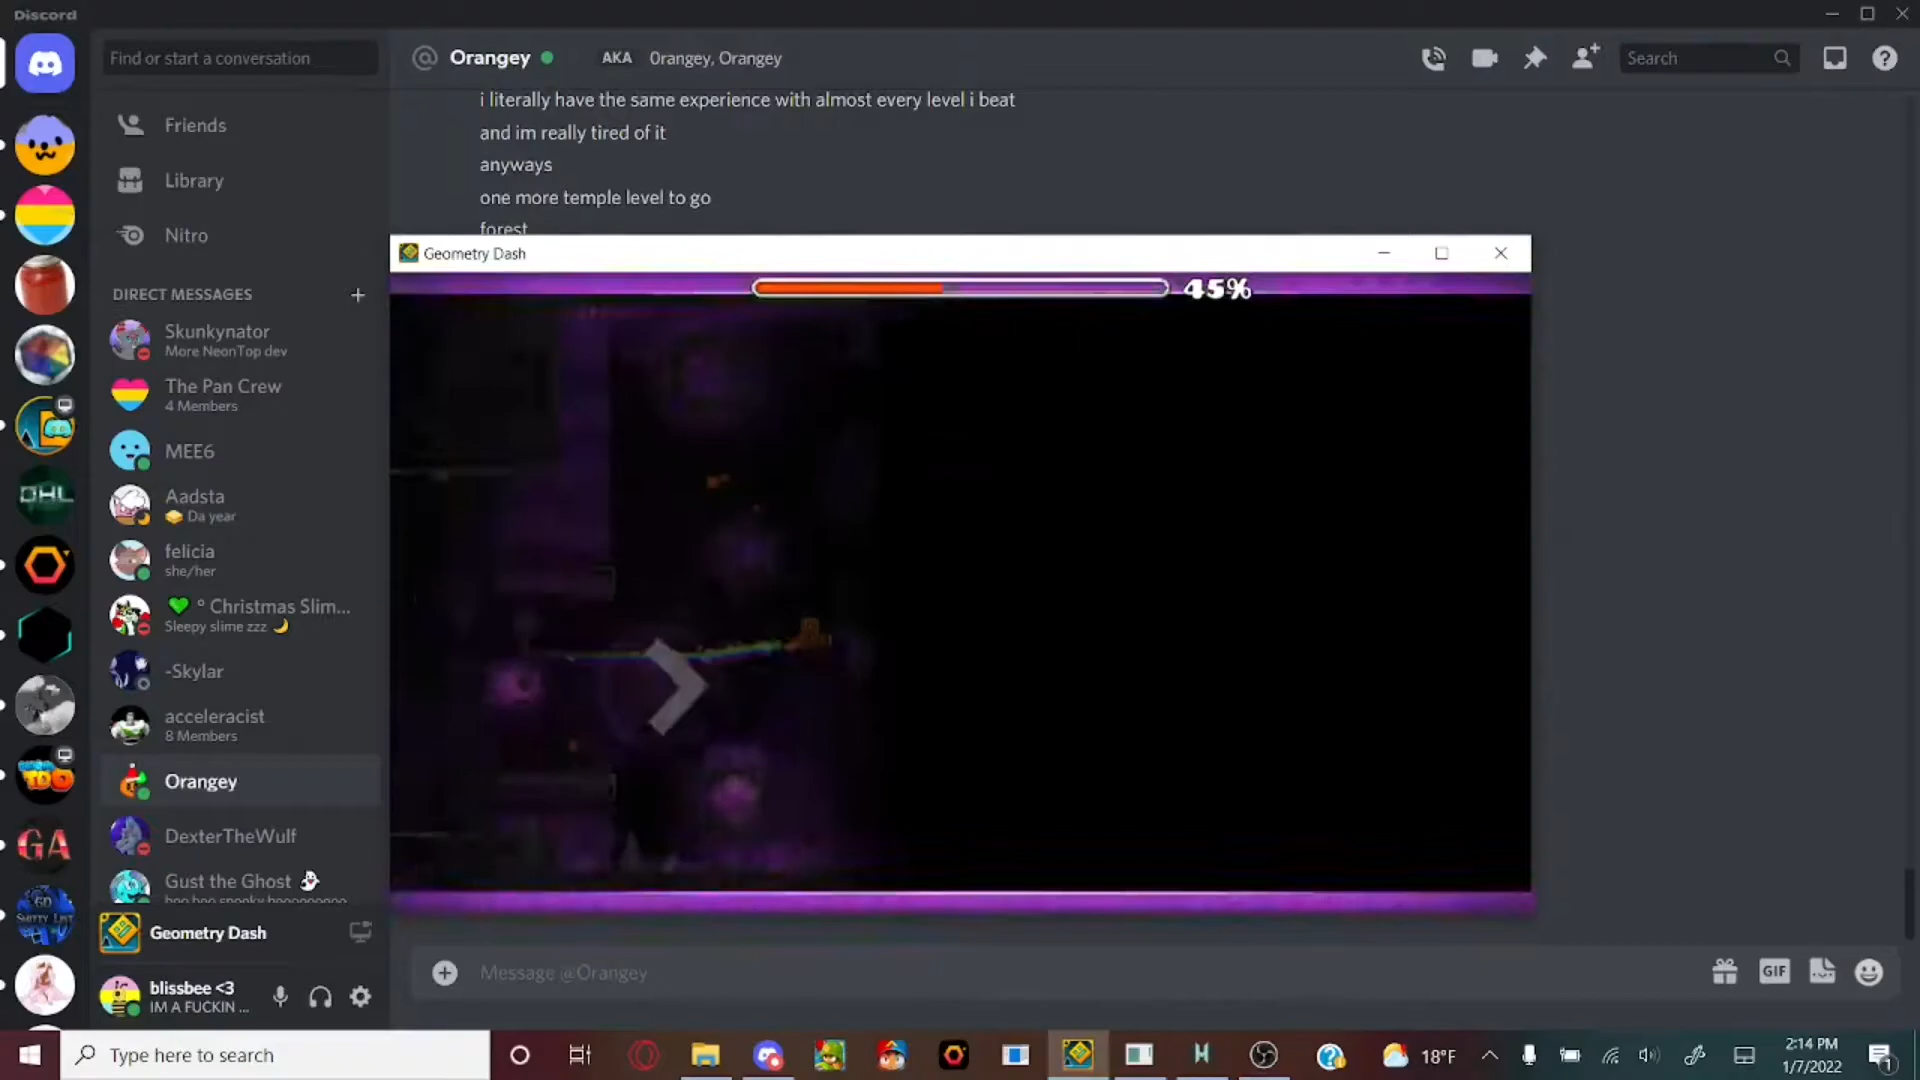 Discord
Find or start a conversation
Orangey
AKA
Orangey, Orangey
Search
i literally have the same experience with almost every level i beat
and im really tired of it
anyways
one more temple level to go
forest
Friends
Library
Nitro
DIRECT MESSAGES
Skunkynator
More NeonTop dev
The Pan Crew
4 Members
MEE6
Aadsta
Da year
felicia
she/her
° Christmas Slim...
Sleepy slime zzz
-Skylar
acceleracist
8 Members
Orangey
DexterTheWulf
Gust the Ghost
Geometry Dash
blissbee <3
IM A FUCKIN ...
Geometry Dash
45%
DHL
GA
Message @Orangey
GIF
Type here to search
18°F
2:14 PM
1/7/2022
1